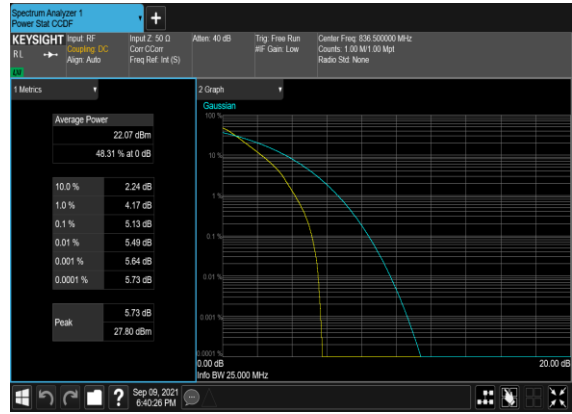 Spectrum Analyzer 1
Power Stat CCDF
+
KEYSIGHT
Input: RF
Input Z: 50 Ω
Atten: 40 dB
Trig: Free Run
Center Freq: 836.500000 MHz
R L
Coupling: DC
Corr CCorr
#IF Gain: Low
Counts: 1.00 M/1.00 Mpt
Align: Auto
Freq Ref: Int (S)
Radio Std: None
1 Metrics
2 Graph
Gaussian
Average Power
22.07 dBm
48.31 % at 0 dB
10.0 % 2.24 dB
1.0 % 4.17 dB
0.1 % 5.13 dB
0.01 % 5.49 dB
0.001 % 5.64 dB
0.0001 % 5.73 dB
Peak
5.73 dB
27.80 dBm
100 %
10 %
1 %
0.1 %
0.01 %
0.001 %
0.0001 %
0.00 dB
20.00 dB
Info BW 25.000 MHz
?
Sep 09, 2021
6:40:26 PM